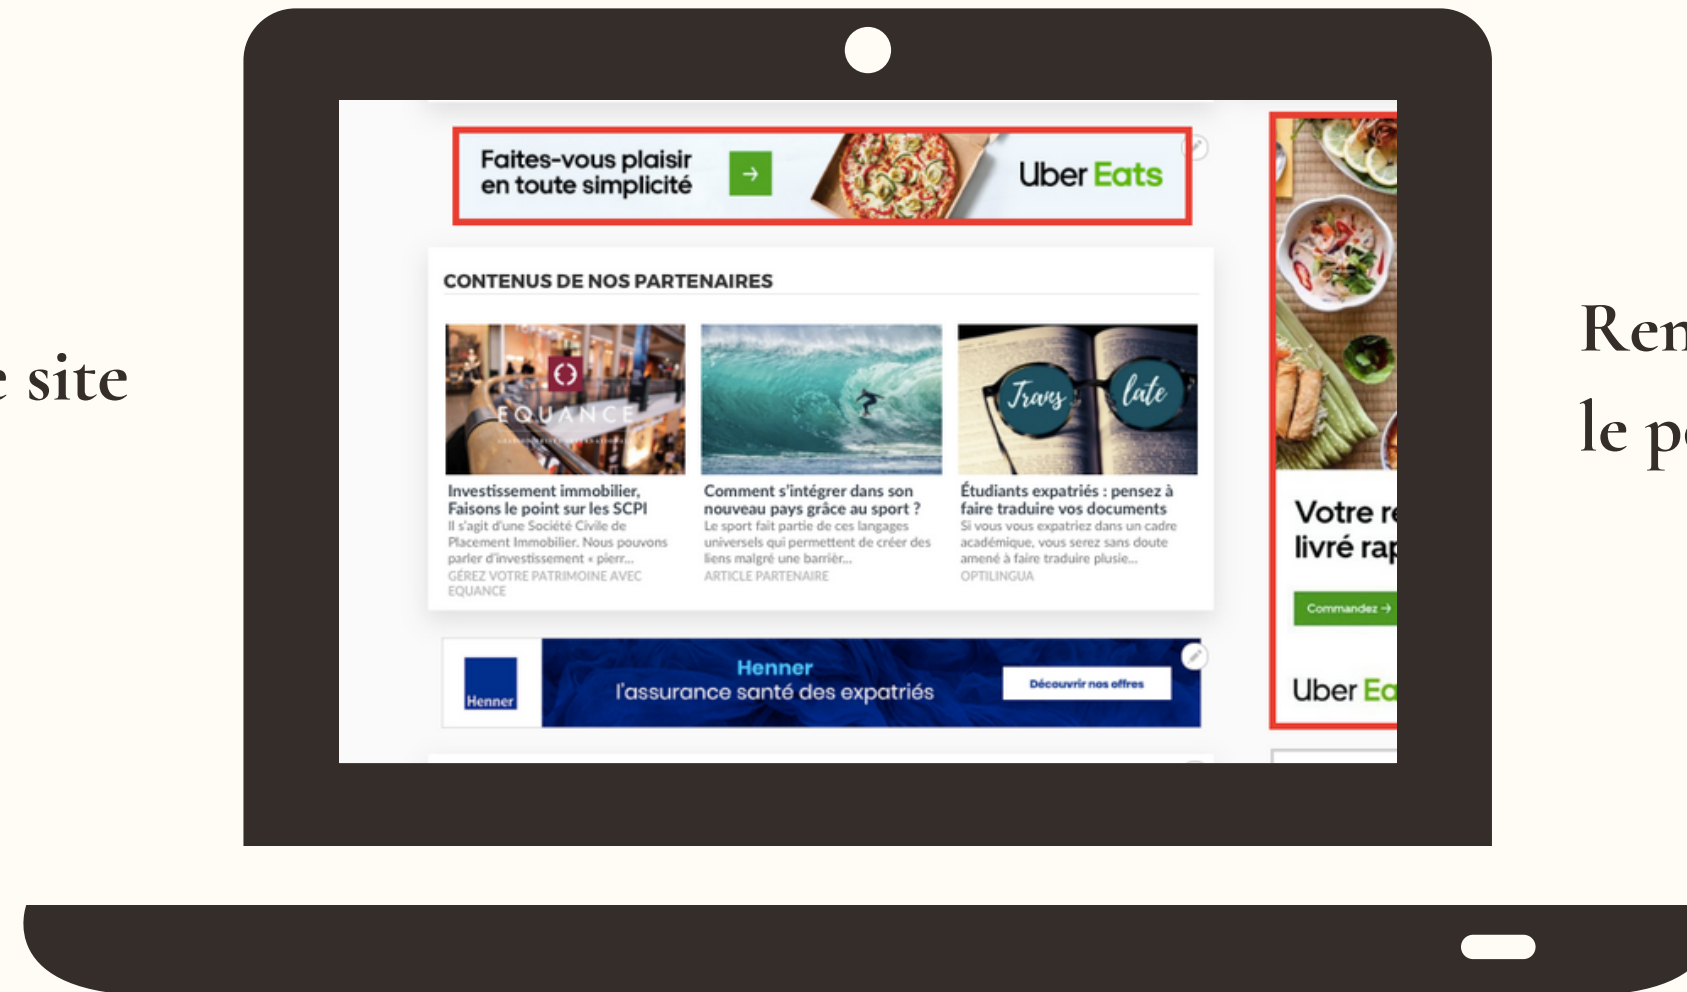 site
Faites-vous plaisir
en toute simplicité
Uber Eats
CONTENUS DE NOS PARTENAIRES
EQUANCE
Trans late
Investissement immobilier,
Faisons le point sur les SCPI
Il s'agit d'une Société Civile de
Placement Immobilier. Nous pouvons
parler d'investissement « pierr...
GÉREZ VOTRE PATRIMOINE AVEC
EQUANCE
Comment s'intégrer dans son
nouveau pays grâce au sport ?
Le sport fait partie de ces langages
universels qui permettent de créer des
liens malgré une barrièr...
ARTICLE PARTENAIRE
Étudiants expatriés : pensez à
faire traduire vos documents
Si vous vous expatriez dans un cadre
académique, vous serez sans doute
amené à faire traduire plusie...
OPTILINGUA
Henner
Henner
l'assurance santé des expatriés
Découvrir nos offres
Votre
livré
Commandez →
Uber
le